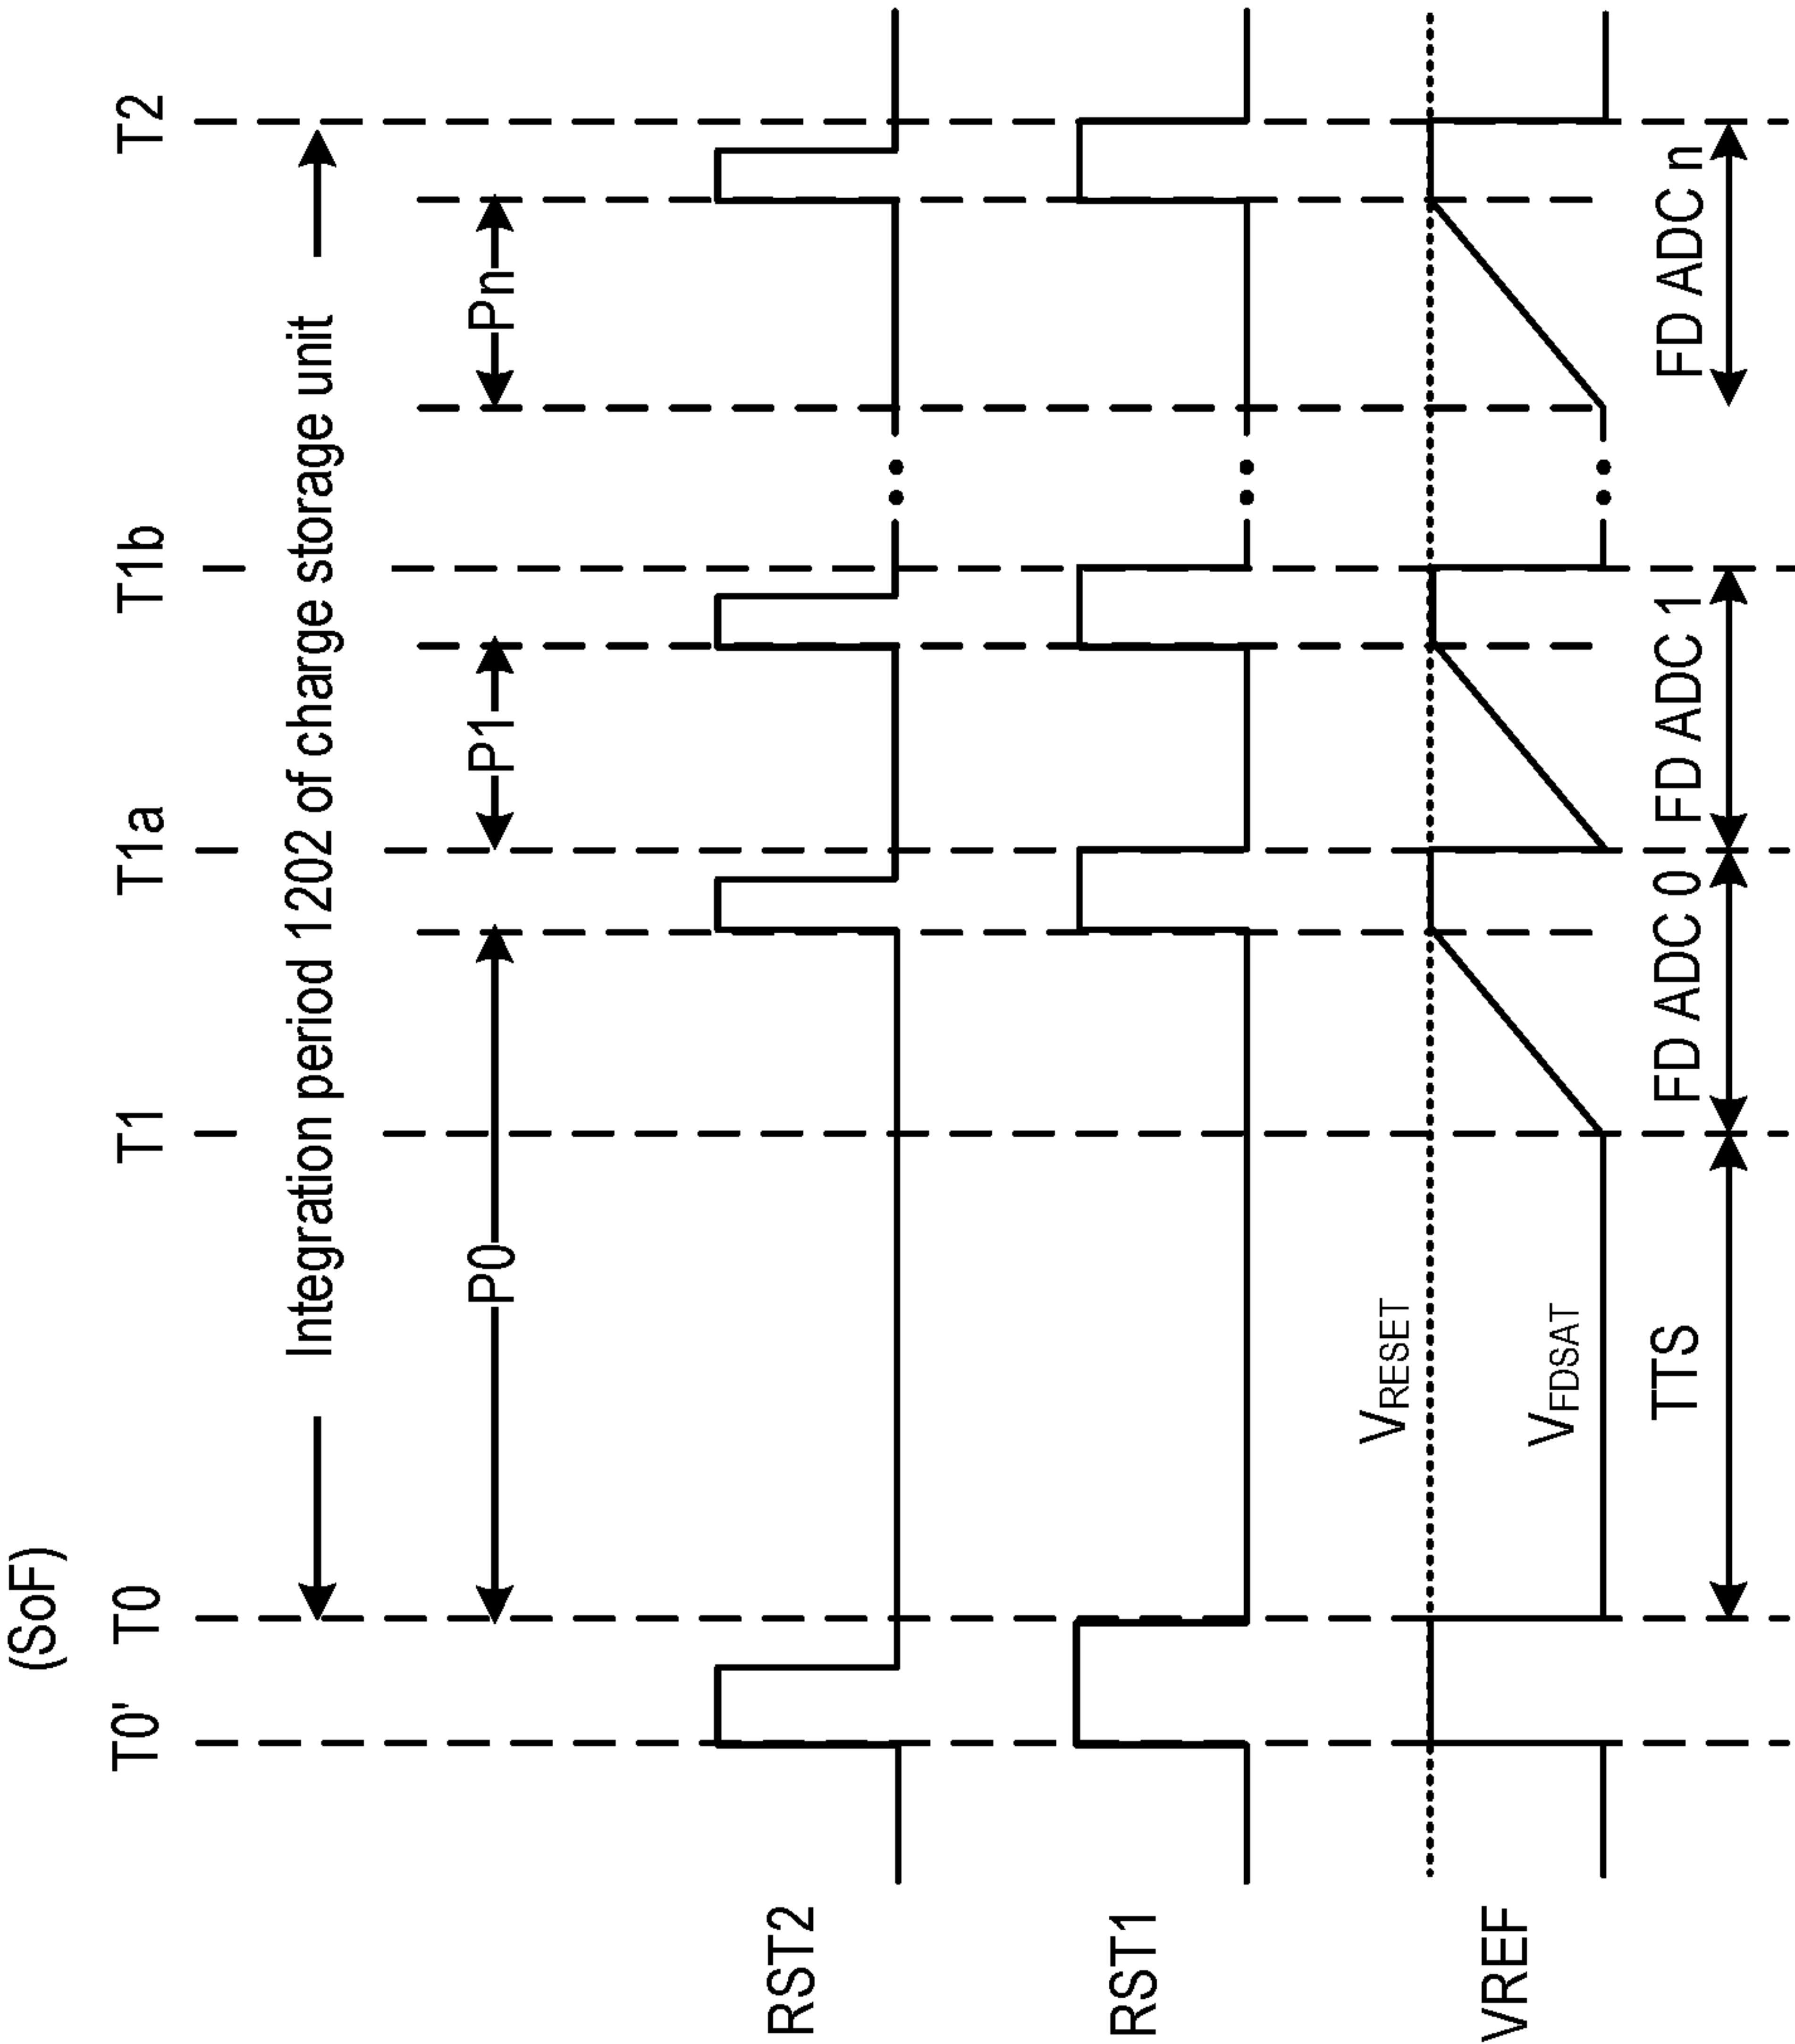 (SoF)
T0' T0 T1 T1a T1b T2
Integration period 1202 of charge storage unit
P0 P1 Pn
RST2
RST1
VRESET
VREF
VFDSAT
TTS FD ADC 0 FD ADC 1 FD ADC n